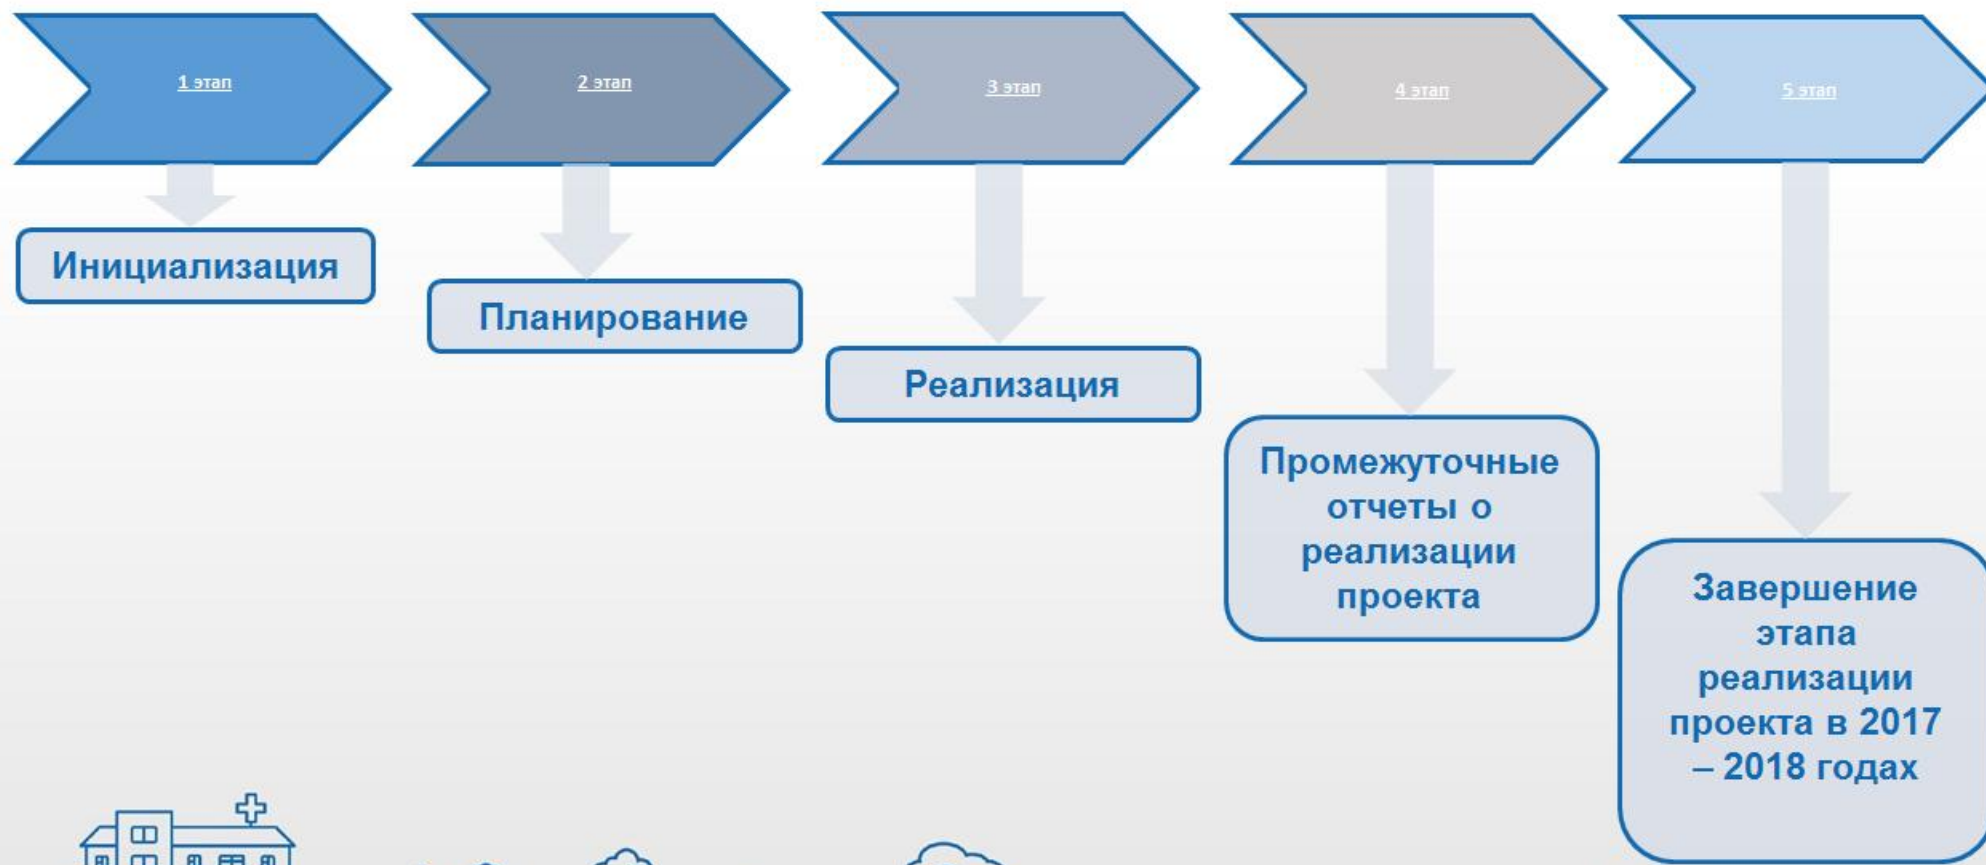 1 этап
2 этап
3 этап
4 этап
5 этап
Инициализация
Планирование
Реализация
Промежуточные
отчеты о
реализации
проекта
Завершение
этапа
реализации
проекта в 2017
– 2018 годах